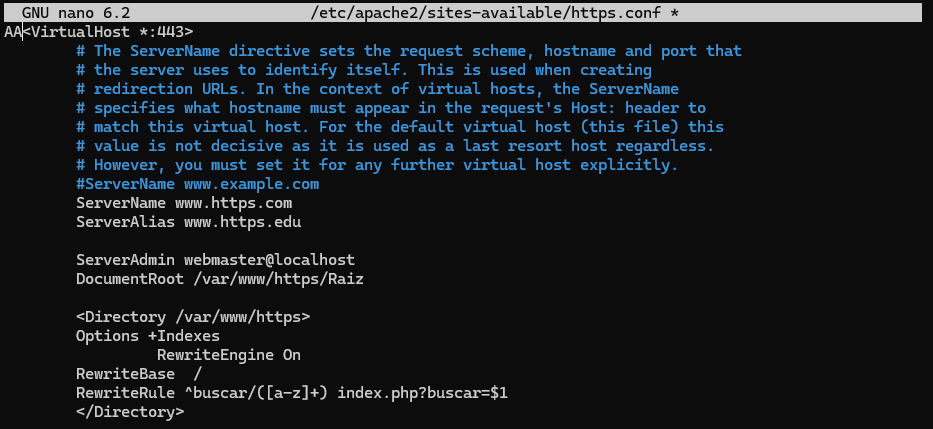 GNU nano 6.2 /etc/apache2/sites-available/https.conf *
AA<VirtualHost *:443>
# The ServerName directive sets the request scheme, hostname and port that
# the server uses to identify itself. This is used when creating
# redirection URLs. In the context of virtual hosts, the ServerName
# specifies what hostname must appear in the request's Host: header to
# match this virtual host. For the default virtual host (this file) this
# value is not decisive as it is used as a last resort host regardless.
# However, you must set it for any further virtual host explicitly.
#ServerName www.example.com
ServerName www.https.com
ServerAlias www.https.edu
ServerAdmin webmaster@localhost
DocumentRoot /var/www/https/Raiz
<Directory /var/www/https>
Options +Indexes
RewriteEngine On
RewriteBase  /
RewriteRule ^buscar/([a-z]+) index.php?buscar=$1
</Directory>